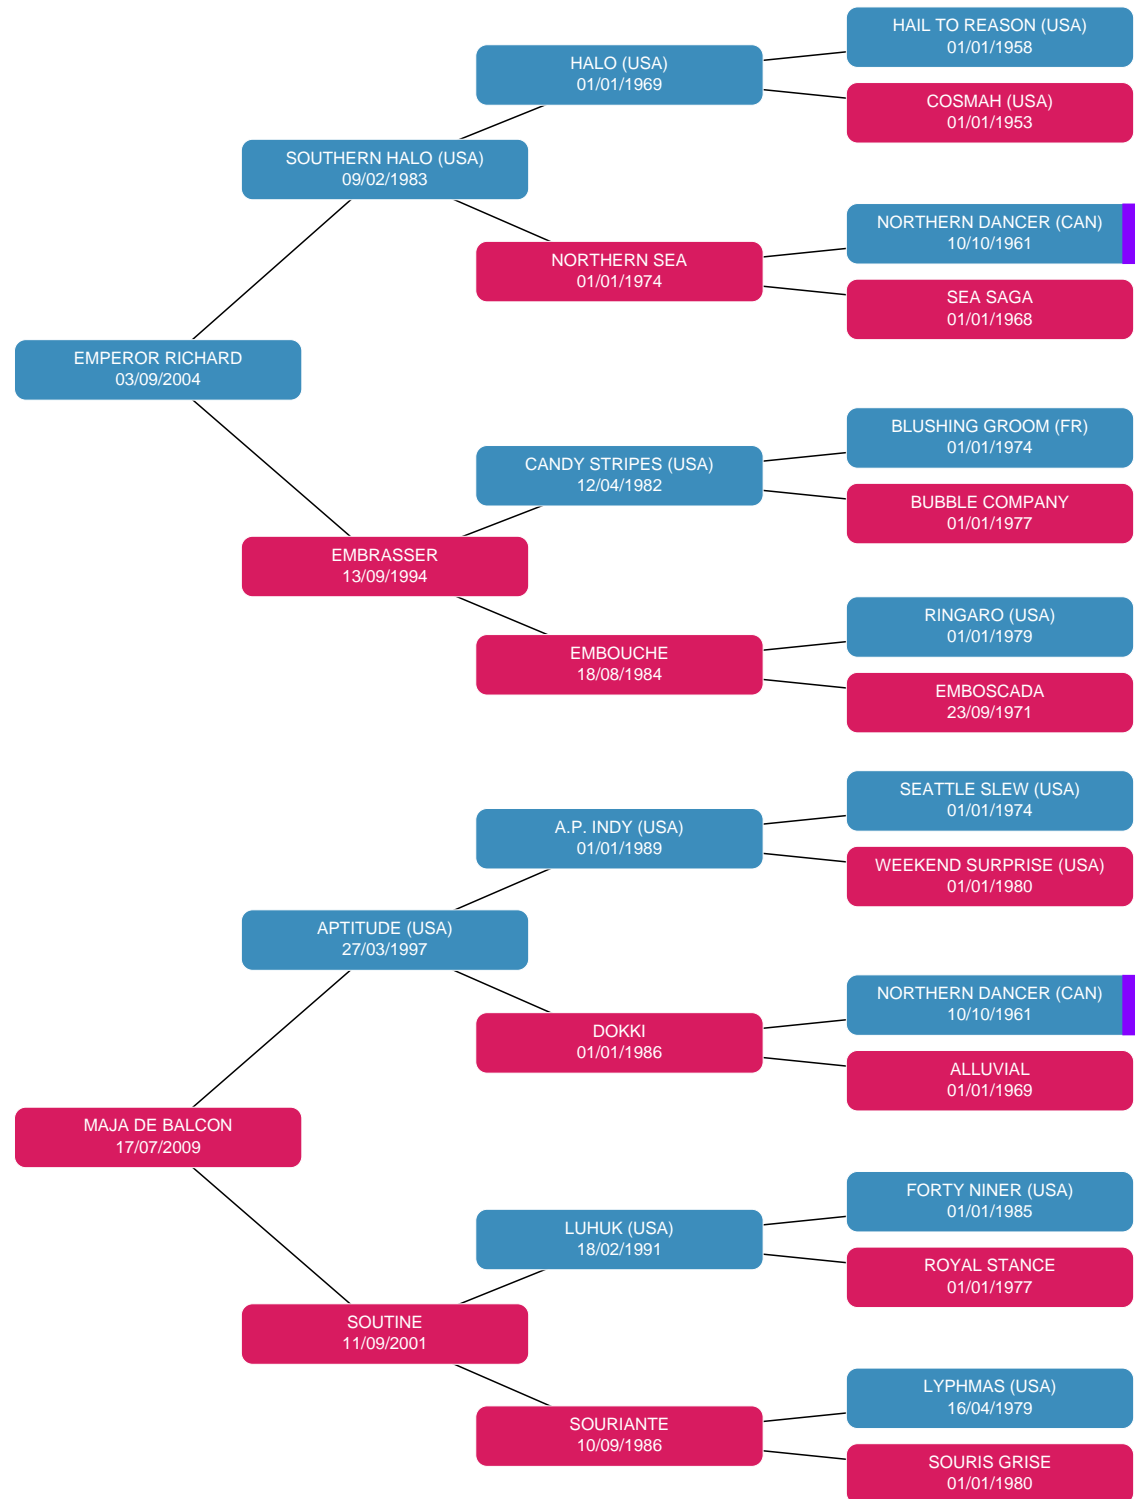 HAIL TO REASON (USA)
01/01/1958
HALO (USA)
01/01/1969
COSMAH (USA)
01/01/1953
SOUTHERN HALO (USA)
09/02/1983
NORTHERN DANCER (CAN)
10/10/1961
NORTHERN SEA
01/01/1974
SEA SAGA
01/01/1968
EMPEROR RICHARD
03/09/2004
BLUSHING GROOM (FR)
01/01/1974
CANDY STRIPES (USA)
12/04/1982
BUBBLE COMPANY
01/01/1977
EMBRASSER
13/09/1994
RINGARO (USA)
01/01/1979
EMBOUCHE
18/08/1984
EMBOSCADA
23/09/1971
SEATTLE SLEW (USA)
01/01/1974
A.P. INDY (USA)
01/01/1989
WEEKEND SURPRISE (USA)
01/01/1980
APTITUDE (USA)
27/03/1997
NORTHERN DANCER (CAN)
10/10/1961
DOKKI
01/01/1986
ALLUVIAL
01/01/1969
MAJA DE BALCON
17/07/2009
FORTY NINER (USA)
01/01/1985
LUHUK (USA)
18/02/1991
ROYAL STANCE
01/01/1977
SOUTINE
11/09/2001
LYPHMAS (USA)
16/04/1979
SOURIANTE
10/09/1986
SOURIS GRISE
01/01/1980